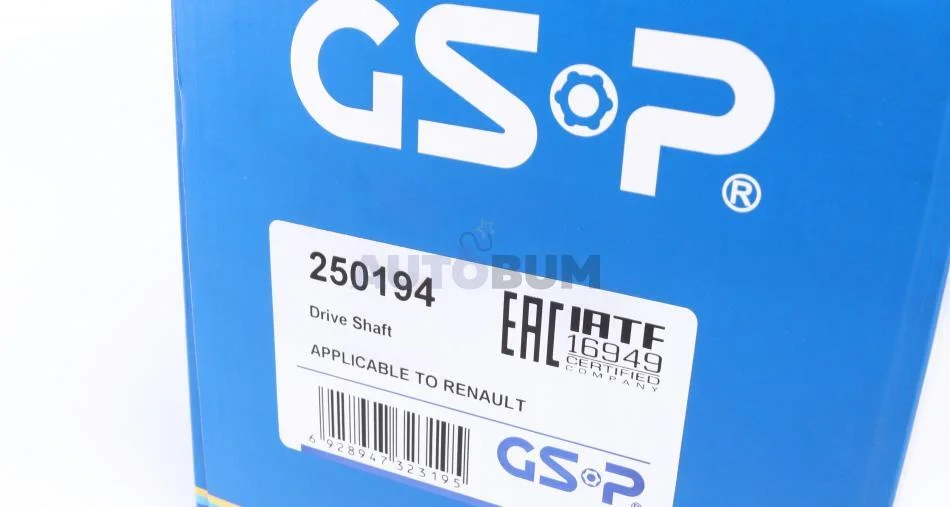 GSP®
AUTOBUM
250194
Drive Shaft
EAC IATF
16949
CERTIFIED
COMPANY
APPLICABLE TO RENAULT
6 928947 323195
GSP®